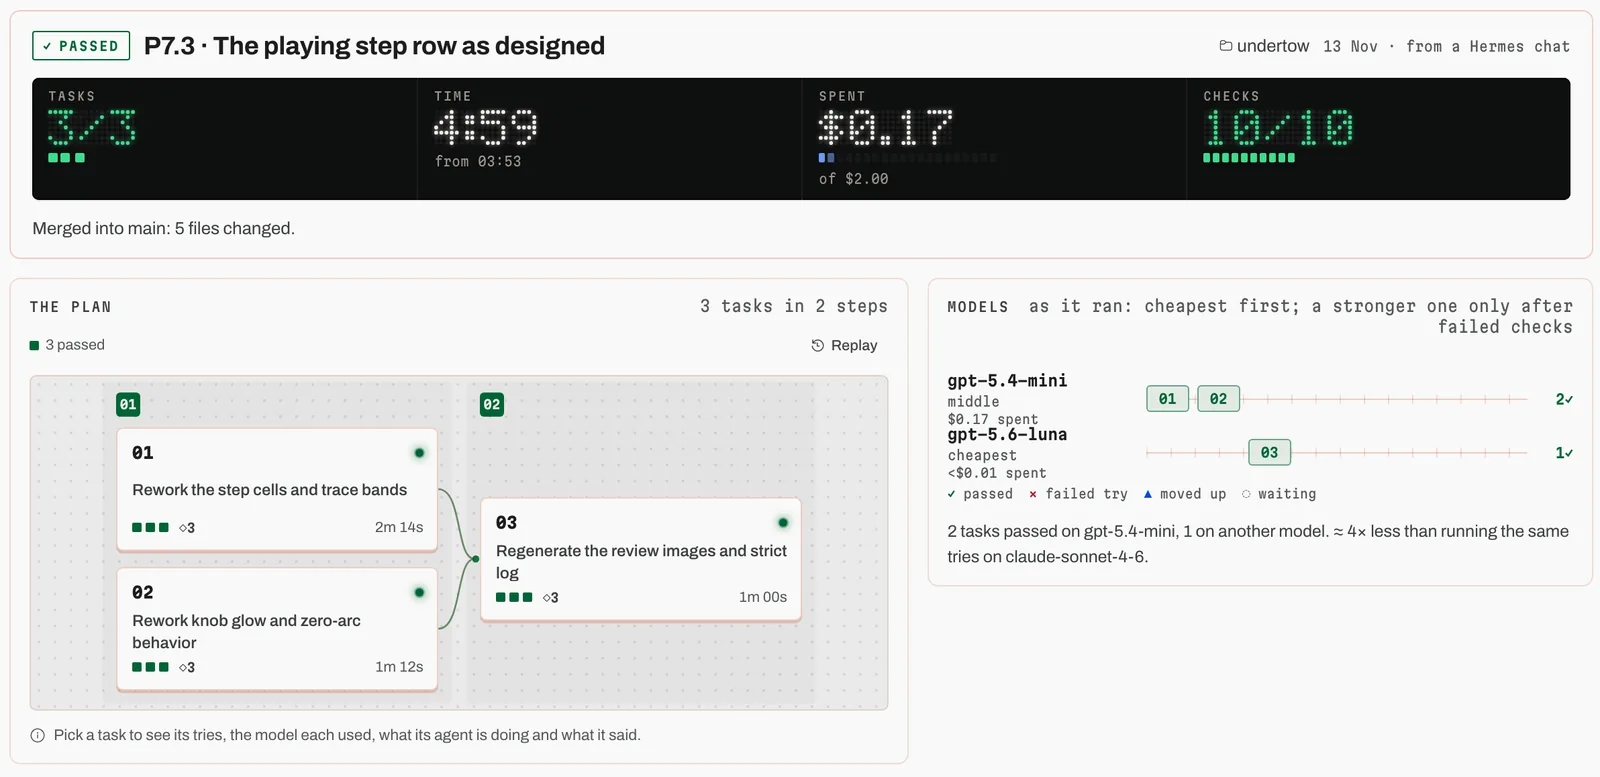 ✓ PASSED P7.3 · The playing step row as designed
undertow 13 Nov · from a Hermes chat
TASKS
3/3
TIME
4:59
from 03:53
SPENT
$0.17
of $2.00
CHECKS
10/10
Merged into main: 5 files changed.
THE PLAN
3 tasks in 2 steps
3 passed
Replay
01
01
Rework the step cells and trace bands
◇3 2m 14s
02
Rework knob glow and zero-arc
behavior
◇3 1m 12s
02
03
Regenerate the review images and strict
log
◇3 1m 00s
Pick a task to see its tries, the model each used, what its agent is doing and what it said.
MODELS as it ran: cheapest first; a stronger one only after
failed checks
gpt-5.4-mini
middle
$0.17 spent
01 02 2✓
gpt-5.6-luna
cheapest
<$0.01 spent
03 1✓
✓ passed × failed try ▲ moved up ◌ waiting
2 tasks passed on gpt-5.4-mini, 1 on another model. ≈ 4× less than running the same
tries on claude-sonnet-4-6.